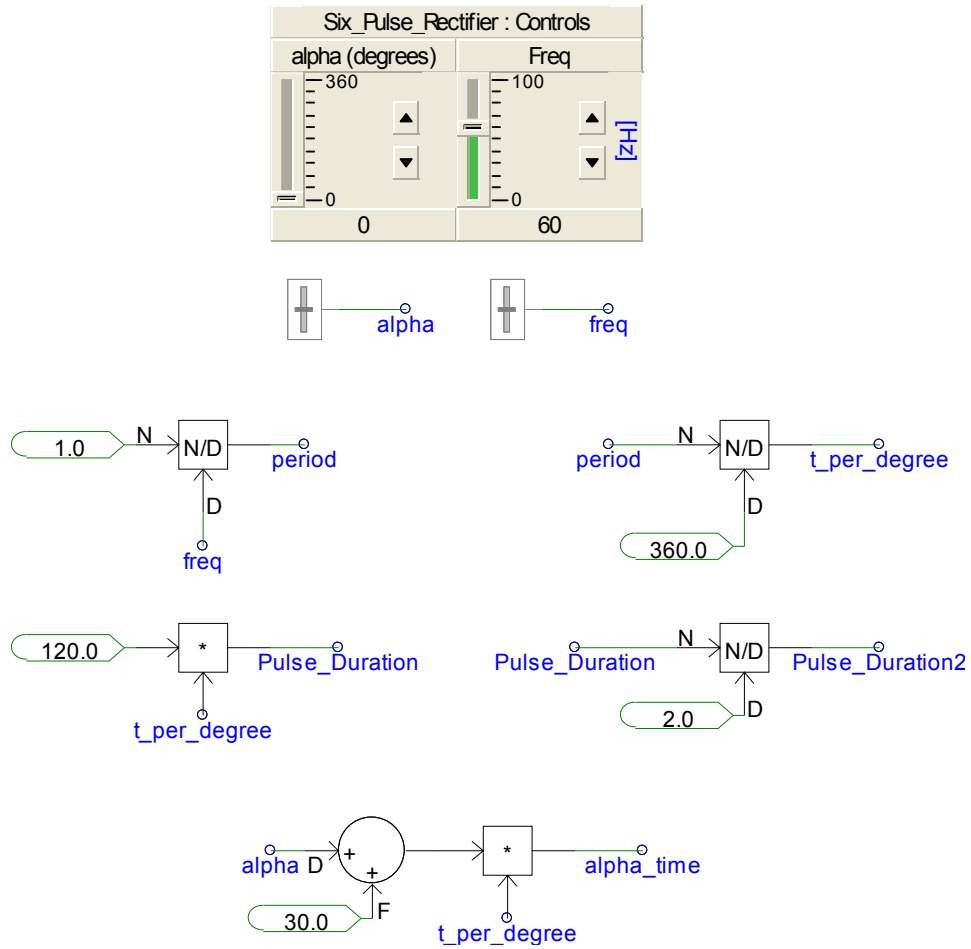 Six_Pulse_Rectifier : Controls
alpha (degrees) Freq
360 100
[Hz]
0 0
0 60
alpha freq
1.0 N N/D period D freq
period N N/D t_per_degree D 360.0
120.0 * Pulse_Duration t_per_degree
Pulse_Duration N N/D Pulse_Duration2 D 2.0
alpha D + + F 30.0 * alpha_time t_per_degree